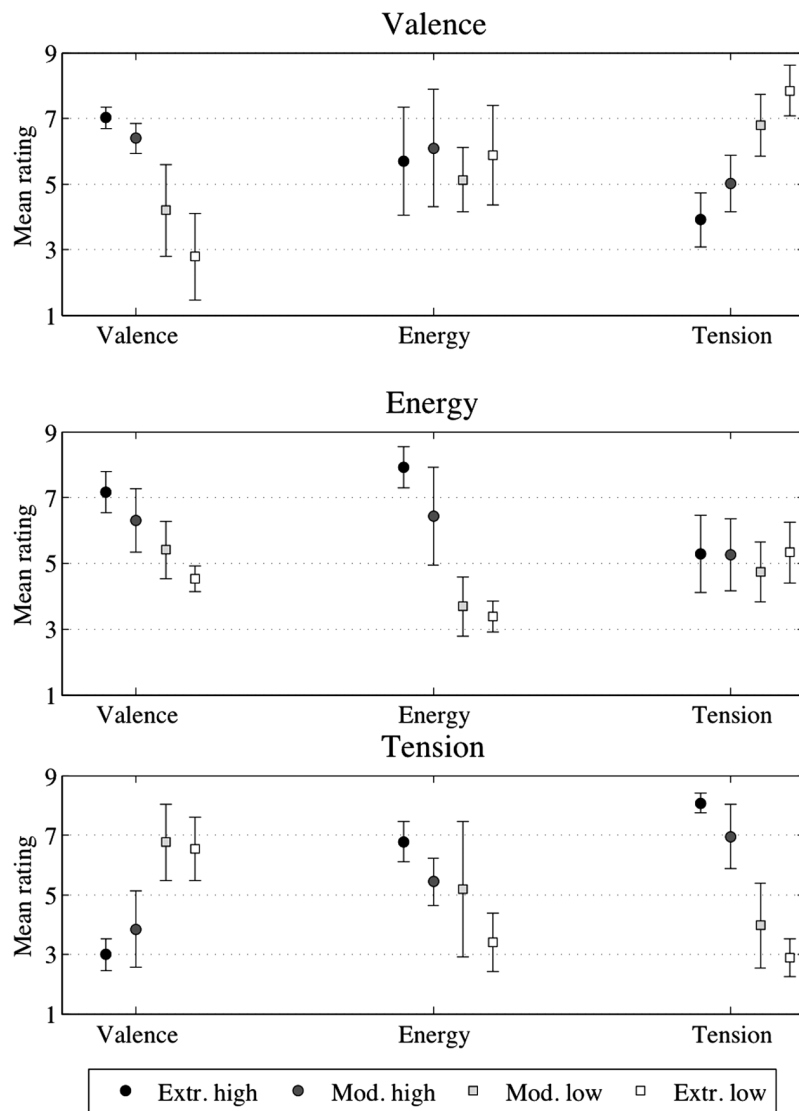 Valence
Mean rating
9
7
5
3
1
Valence Energy Tension
Energy
Mean rating
9
7
5
3
1
Valence Energy Tension
Tension
Mean rating
9
7
5
3
1
Valence Energy Tension
Extr. high Mod. high Mod. low Extr. low